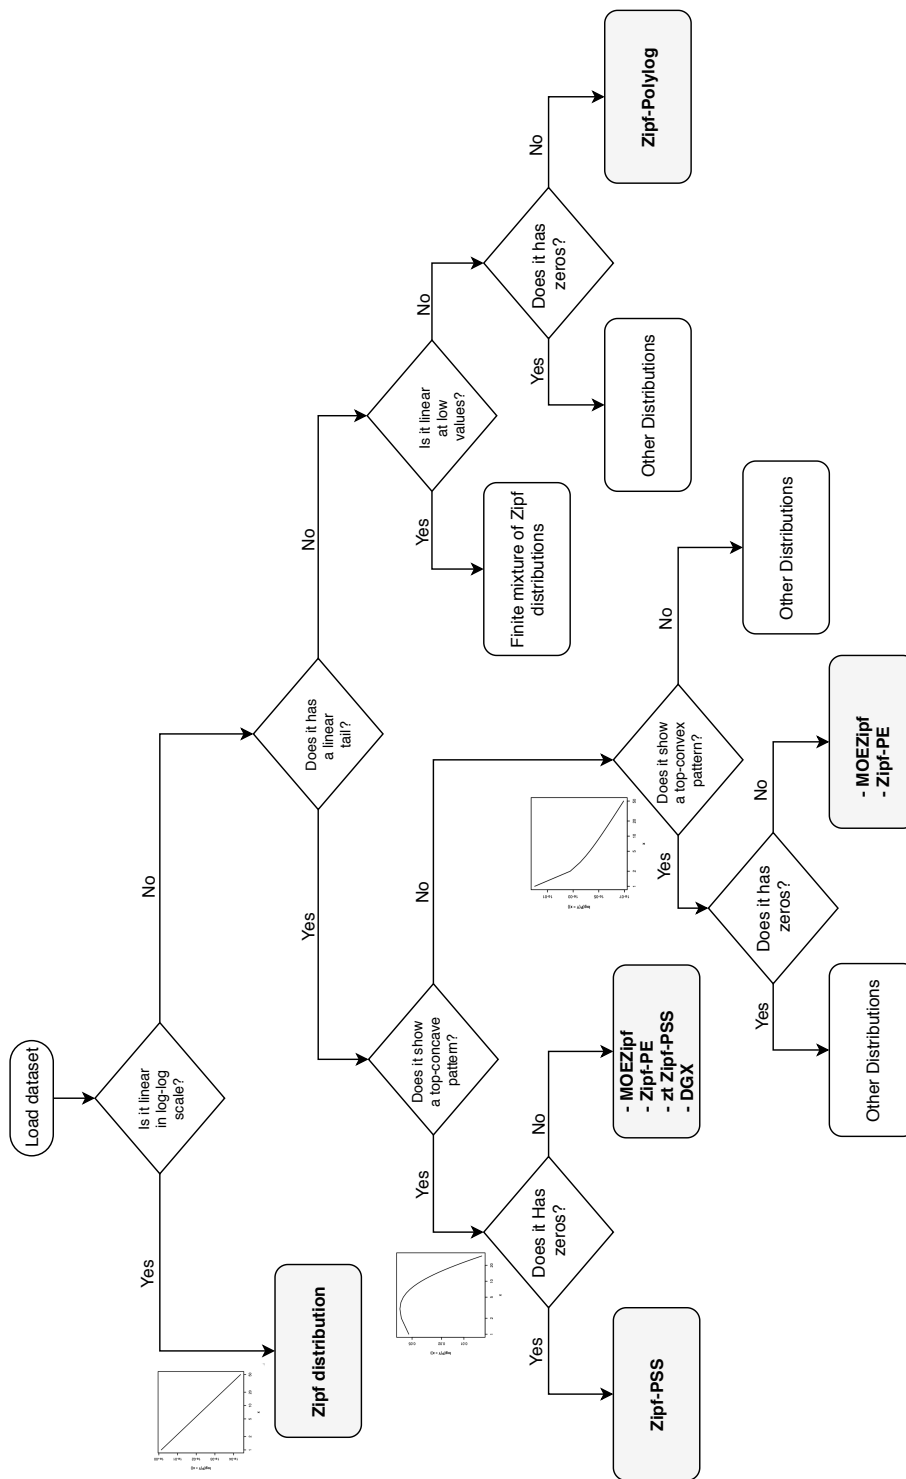 Load dataset
Is it linear
in log-log
scale?
Yes
No
Zipf distribution
Does it has
a linear
tail?
Yes
No
Does it show
a top-concave
pattern?
Yes
No
Is it linear
at low
values?
Yes
No
Does it Has
zeros?
Yes
No
Zipf-PSS
- MOEZipf
- Zipf-PE
- zt Zipf-PSS
- DGX
Does it show
a top-convex
pattern?
Yes
No
Finite mixture of Zipf
distributions
Does it has
zeros?
Yes
No
Other Distributions
Zipf-Polylog
Does it has
zeros?
Yes
No
Other Distributions
Other Distributions
- MOEZipf
- Zipf-PE